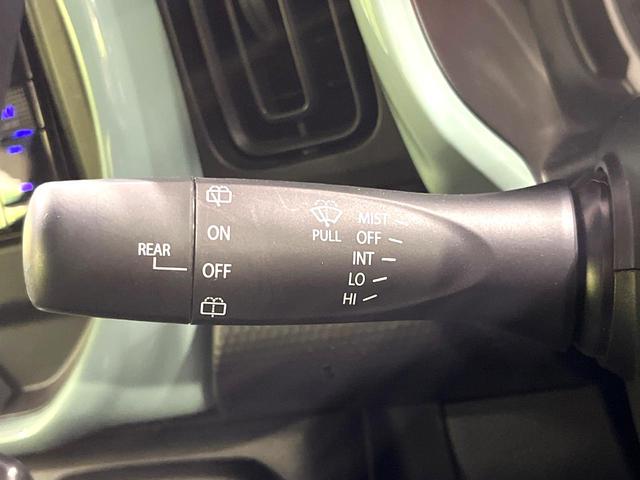 REAR
ON
OFF
PULL
MIST
OFF
INT
LO
HI